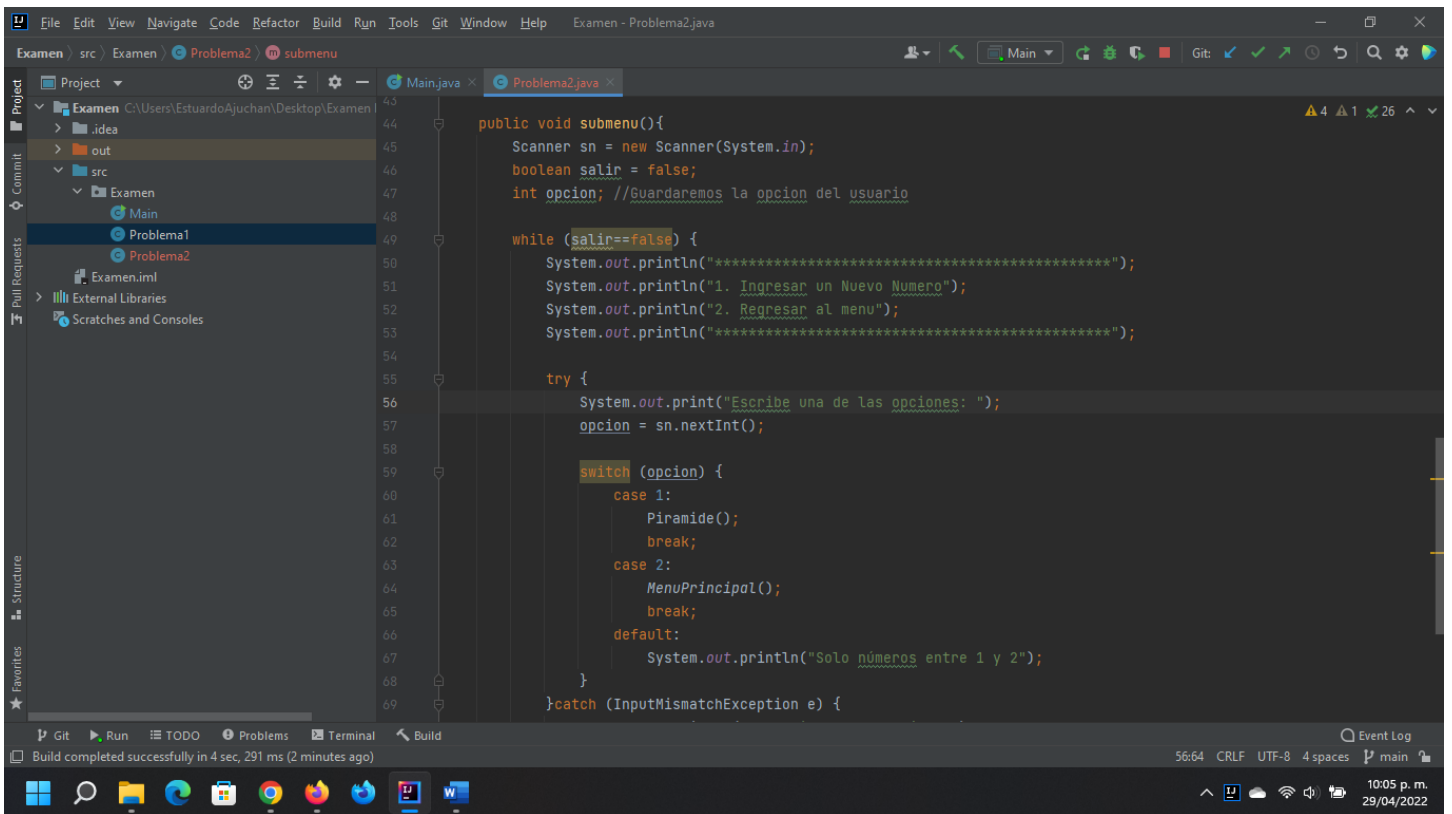 File Edit View Navigate Code Refactor Build Run Tools Git Window Help Examen - Problema2.java
Examen src Examen Problema2 submenu Main Git:
Project Main.java Problema2.java
Examen C:\Users\EstuardoAjuchan\Desktop\Examen
.idea
out
src
Examen
Main
Problema1
Problema2
Examen.iml
External Libraries
Scratches and Consoles
Project
Commit
Pull Requests
Structure
Favorites
4 1 26
43
44 public void submenu(){
45 Scanner sn = new Scanner(System.in);
46 boolean salir = false;
47 int opcion; //Guardaremos la opcion del usuario
48
49 while (salir==false) {
50 System.out.println("***********************************************");
51 System.out.println("1. Ingresar un Nuevo Numero");
52 System.out.println("2. Regresar al menu");
53 System.out.println("***********************************************");
54
55 try {
56 System.out.print("Escribe una de las opciones: ");
57 opcion = sn.nextInt();
58
59 switch (opcion) {
60 case 1:
61 Piramide();
62 break;
63 case 2:
64 MenuPrincipal();
65 break;
66 default:
67 System.out.println("Solo números entre 1 y 2");
68 }
69 }catch (InputMismatchException e) {
Git Run TODO Problems Terminal Build Event Log
Build completed successfully in 4 sec, 291 ms (2 minutes ago) 56:64 CRLF UTF-8 4 spaces main
10:05 p. m.
29/04/2022